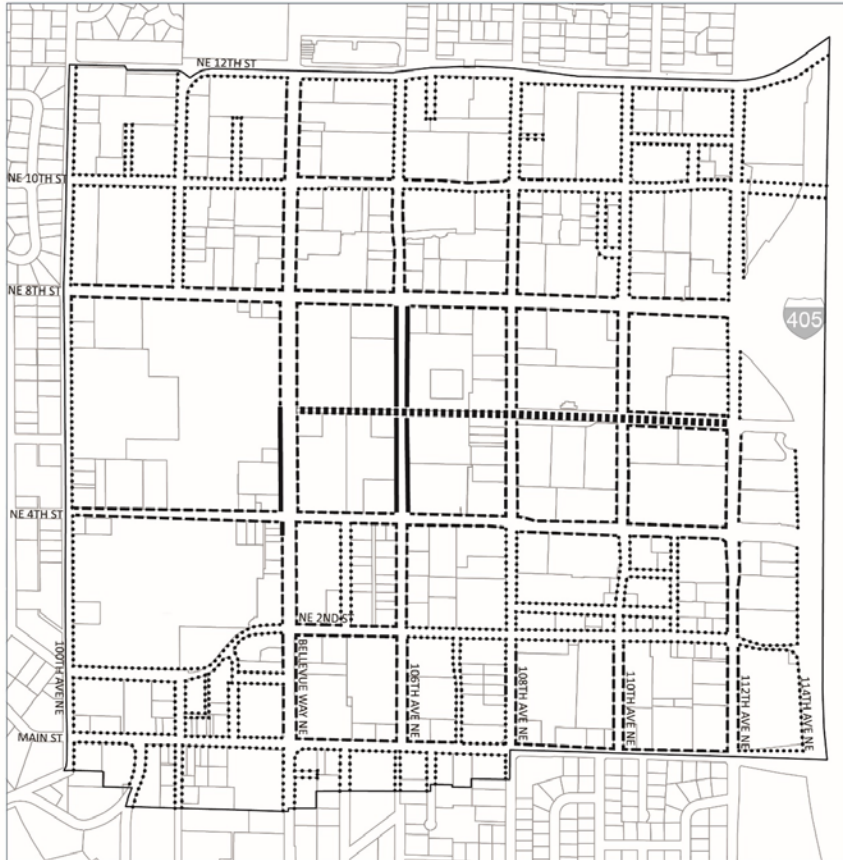 NE 12TH ST
NE 10TH ST
NE 8TH ST
405
NE 4TH ST
NE 2ND ST
100TH AVE NE
BELLEVUE WAY NE
106TH AVE NE
108TH AVE NE
110TH AVE NE
112TH AVE NE
114TH AVE NE
MAIN ST